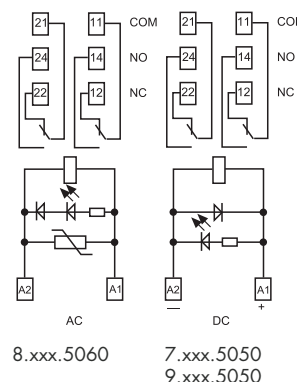 21 11 COM 21 11 COM
24 14 NO 24 14 NO
22 12 NC 22 12 NC
A2 A1 A2 A1
— +
AC DC
8.xxx.5060 7.xxx.5050
9.xxx.5050